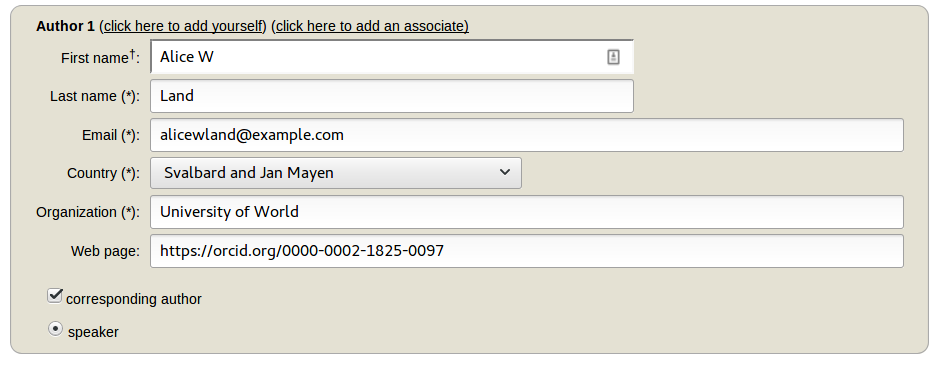 Author 1 (click here to add yourself) (click here to add an associate)
First name†: Alice W
Last name (*): Land
Email (*): alicewland@example.com
Country (*): Svalbard and Jan Mayen
Organization (*): University of World
Web page: https://orcid.org/0000-0002-1825-0097
corresponding author
speaker